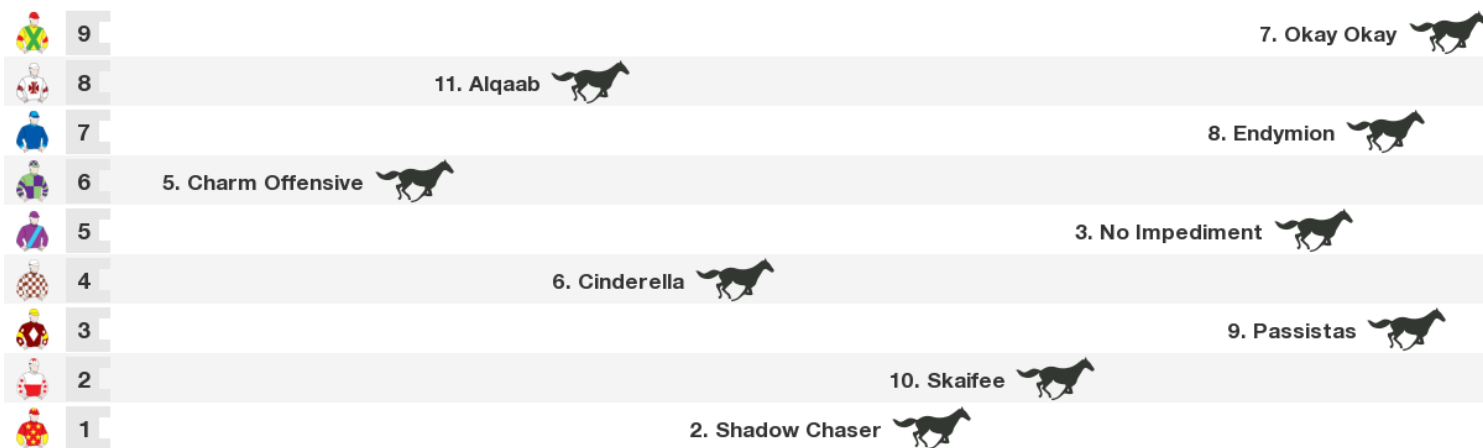 9 7. Okay Okay
8 11. Alqaab
7 8. Endymion
6 5. Charm Offensive
5 3. No Impediment
4 6. Cinderella
3 9. Passistas
2 10. Skaifee
1 2. Shadow Chaser